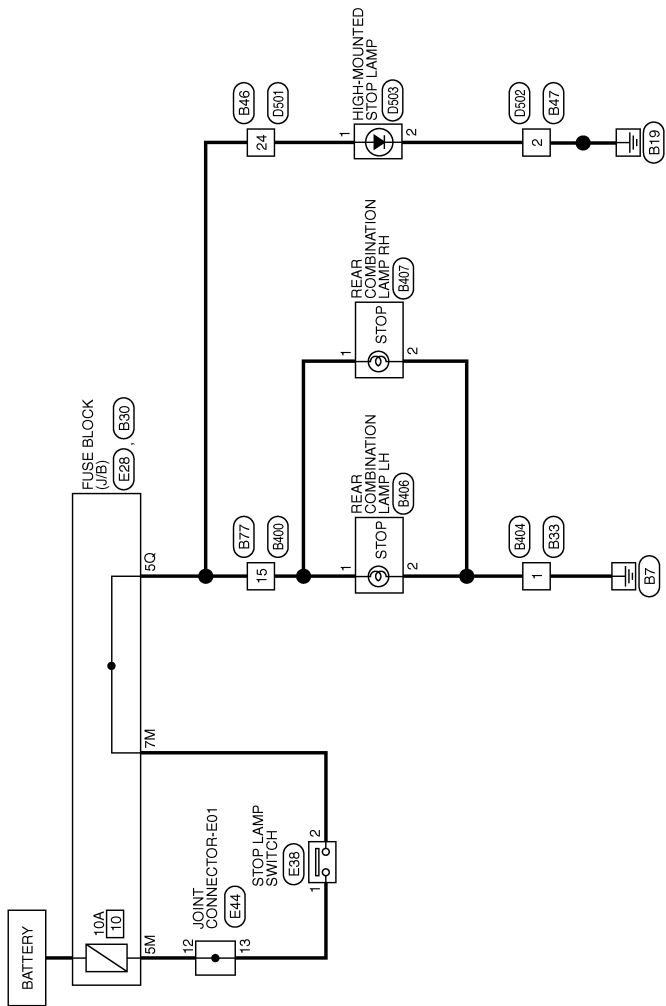 BATTERY
10A
10
5M
7M
5Q
FUSE BLOCK
(J/B)
E28 , B30
12
13
JOINT
CONNECTOR-E01
E44
1
2
STOP LAMP
SWITCH
E38
15
B77
B400
1
2
STOP
REAR
COMBINATION
LAMP LH
B406
1
B404
B33
B7
1
2
STOP
REAR
COMBINATION
LAMP RH
B407
24
B46
D501
1
2
HIGH-MOUNTED
STOP LAMP
D503
2
D502
B47
B19